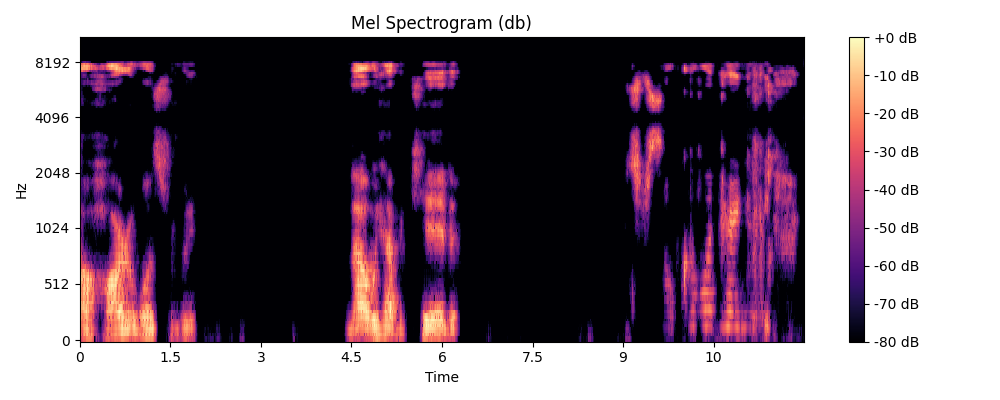 Mel Spectrogram (db)
+0 dB
8192
-10 dB
4096
-20 dB
-30 dB
Hz
2048
-40 dB
1024
-50 dB
-60 dB
512
-70 dB
0
-80 dB
0 1.5 3 4.5 6 7.5 9 10
Time